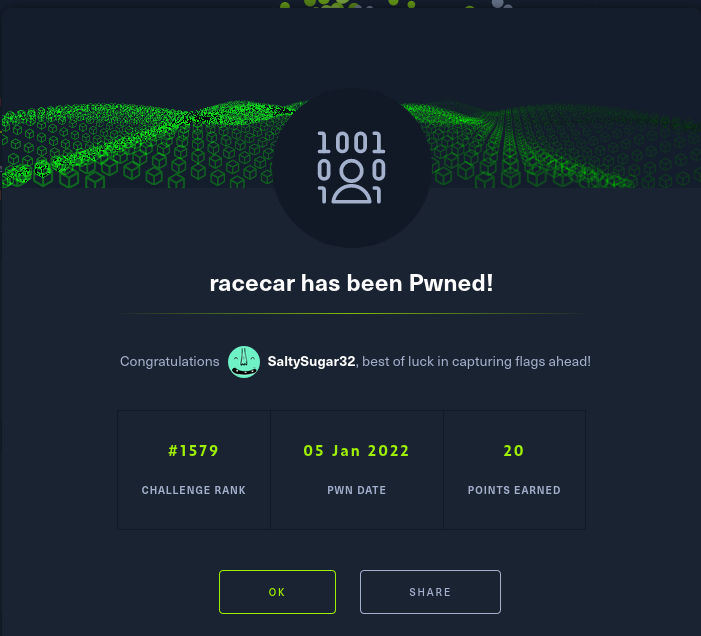 1001
0 0
1 1
racecar has been Pwned!
Congratulations SaltySugar32, best of luck in capturing flags ahead!
#1579 05 Jan 2022 20
CHALLENGE RANK PWN DATE POINTS EARNED
OK SHARE